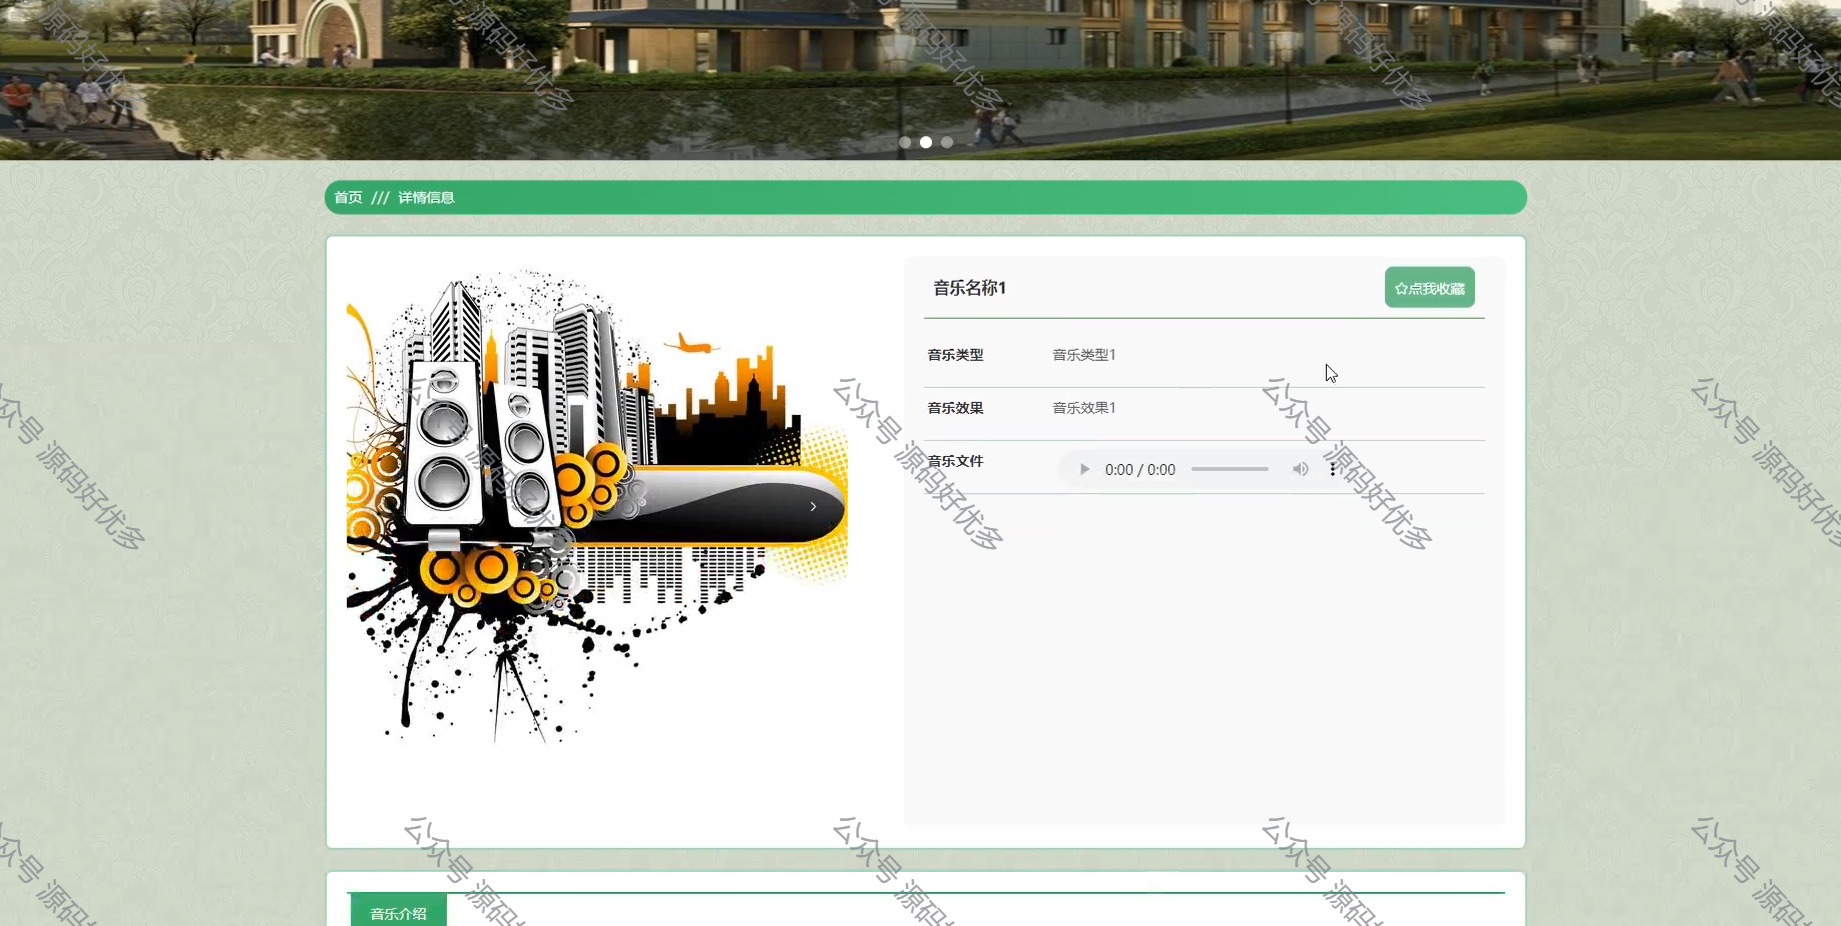 首页 /// 详情信息
音乐名称1
☆点我收藏
音乐类型 音乐类型1
音乐效果 音乐效果1
音乐文件 0:00 / 0:00
音乐介绍
公众号 源码好优多